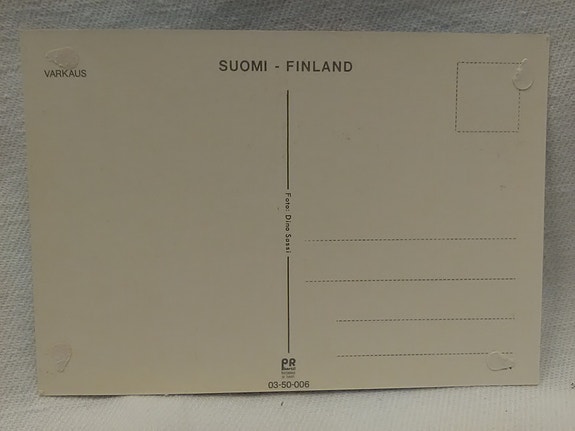 VARKAUS
SUOMI - FINLAND
Foto: Dino Sassi
PR
03-50-006